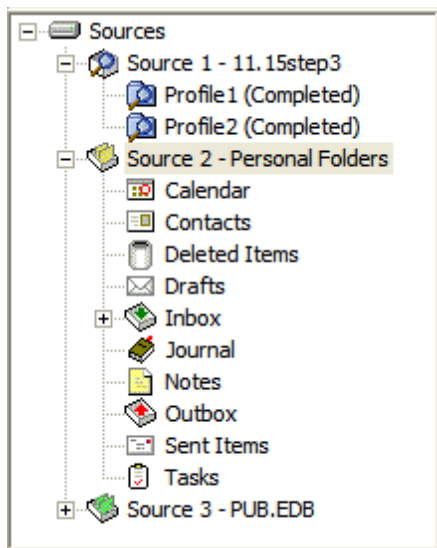 Sources
Source 1 - 11.15step3
Profile1 (Completed)
Profile2 (Completed)
Source 2 - Personal Folders
Calendar
Contacts
Deleted Items
Drafts
Inbox
Journal
Notes
Outbox
Sent Items
Tasks
Source 3 - PUB.EDB